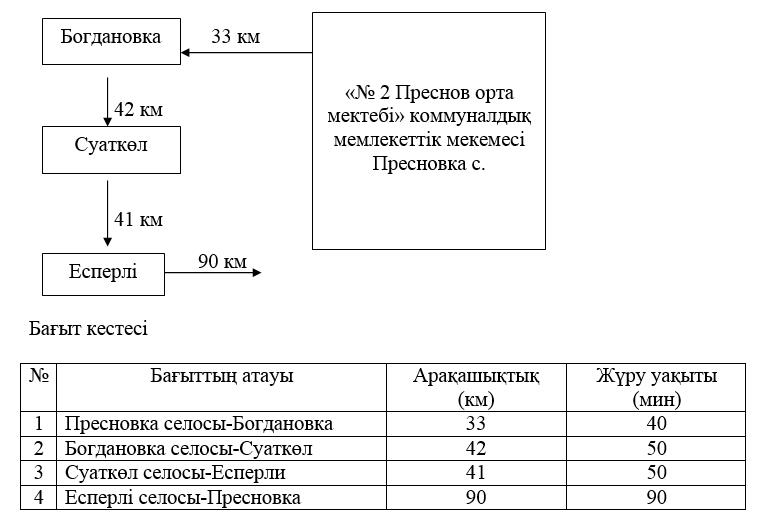 Богдановка
33 км
«№ 2 Преснов орта
мектебі» коммуналдық
мемлекеттік мекемесі
Пресновка с.
42 км
Суаткөл
41 км
Есперлі
90 км
Бағыт кестесі
№ Бағыттың атауы Арақашықтық (км) Жүру уақыты (мин)
1 Пресновка селосы-Богдановка 33 40
2 Богдановка селосы-Суаткөл 42 50
3 Суаткөл селосы-Есперли 41 50
4 Есперлі селосы-Пресновка 90 90